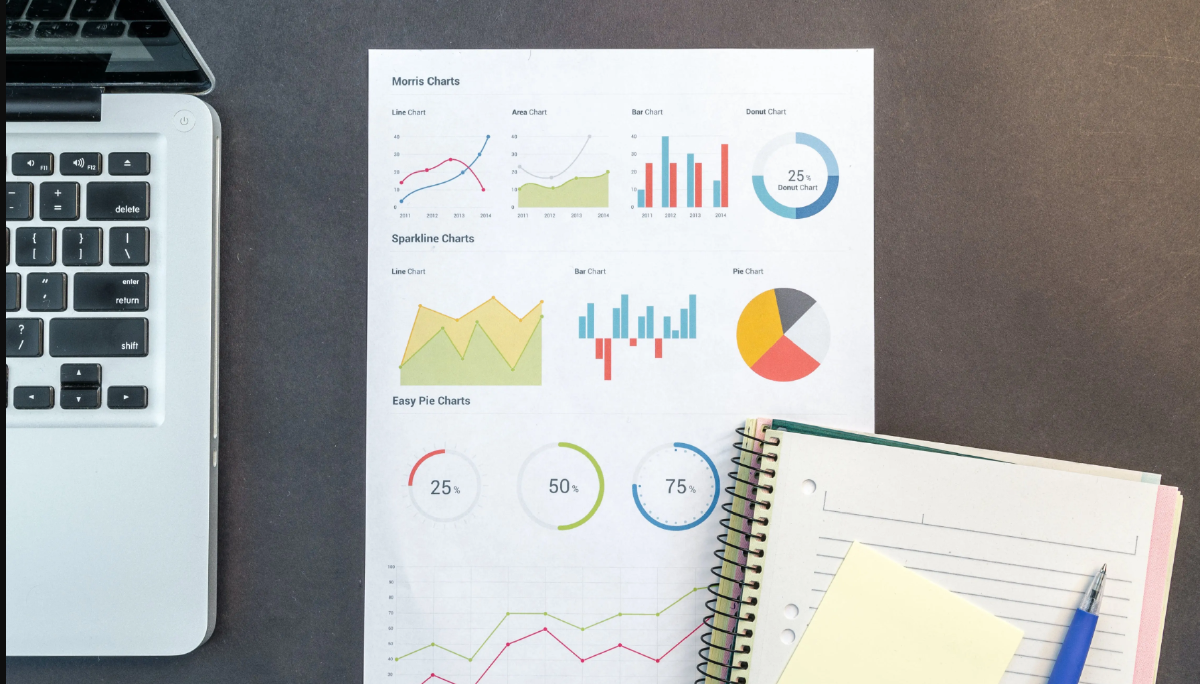 Morris Charts
Line Chart
Area Chart
Bar Chart
Donut Chart
40
30
20
10
0
2011 2012 2013 2014
40
30
20
10
0
2011 2012 2013 2014
40
30
20
10
0
2011 2012 2013 2014
25%
Donut Chart
Sparkline Charts
Line Chart
Bar Chart
Pie Chart
Easy Pie Charts
25%
50%
75%
100
90
80
70
60
50
40
30
F11
F12
+
=
delete
{
[
}
]
|
\
"
'
enter
return
?
/
shift